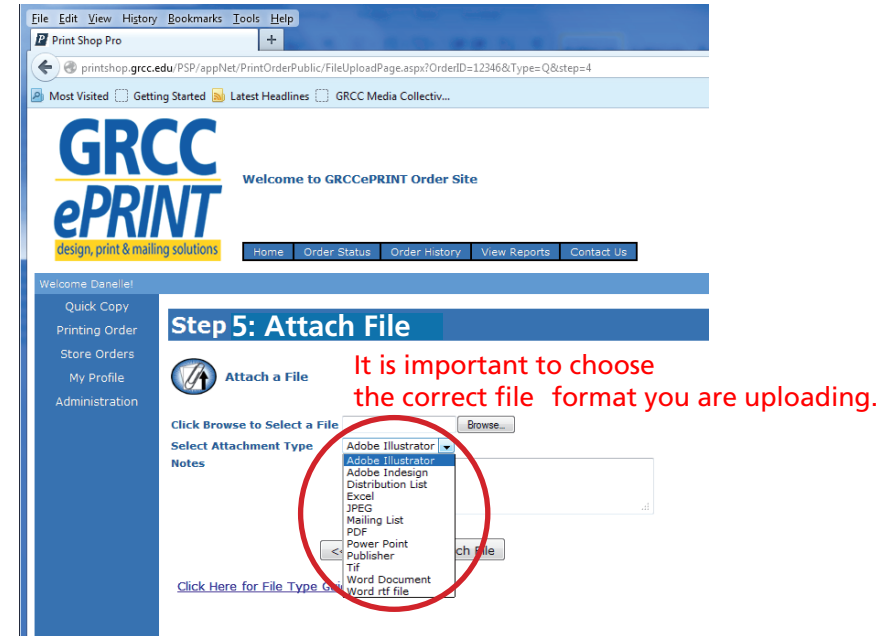 File Edit View History Bookmarks Tools Help
Print Shop Pro +
printshop.grcc.edu/PSP/appNet/PrintOrderPublic/FileUploadPage.aspx?OrderID=12346&Type=Q&step=4
Most Visited Getting Started Latest Headlines GRCC Media Collectiv...
GRCC
ePRINT
design, print & mailing solutions
Welcome to GRCCePRINT Order Site
Home Order Status Order History View Reports Contact Us
Welcome Danelle!
Quick Copy
Printing Order
Store Orders
My Profile
Administration
Step 5: Attach File
Attach a File
It is important to choose
the correct file format you are uploading.
Click Browse to Select a File Browse...
Select Attachment Type Adobe Illustrator
Notes
Adobe Illustrator
Adobe Indesign
Distribution List
Excel
JPEG
Mailing List
PDF
Power Point
Publisher
Tif
Word Document
Word rtf file
<< ch File
Click Here for File Type Gui